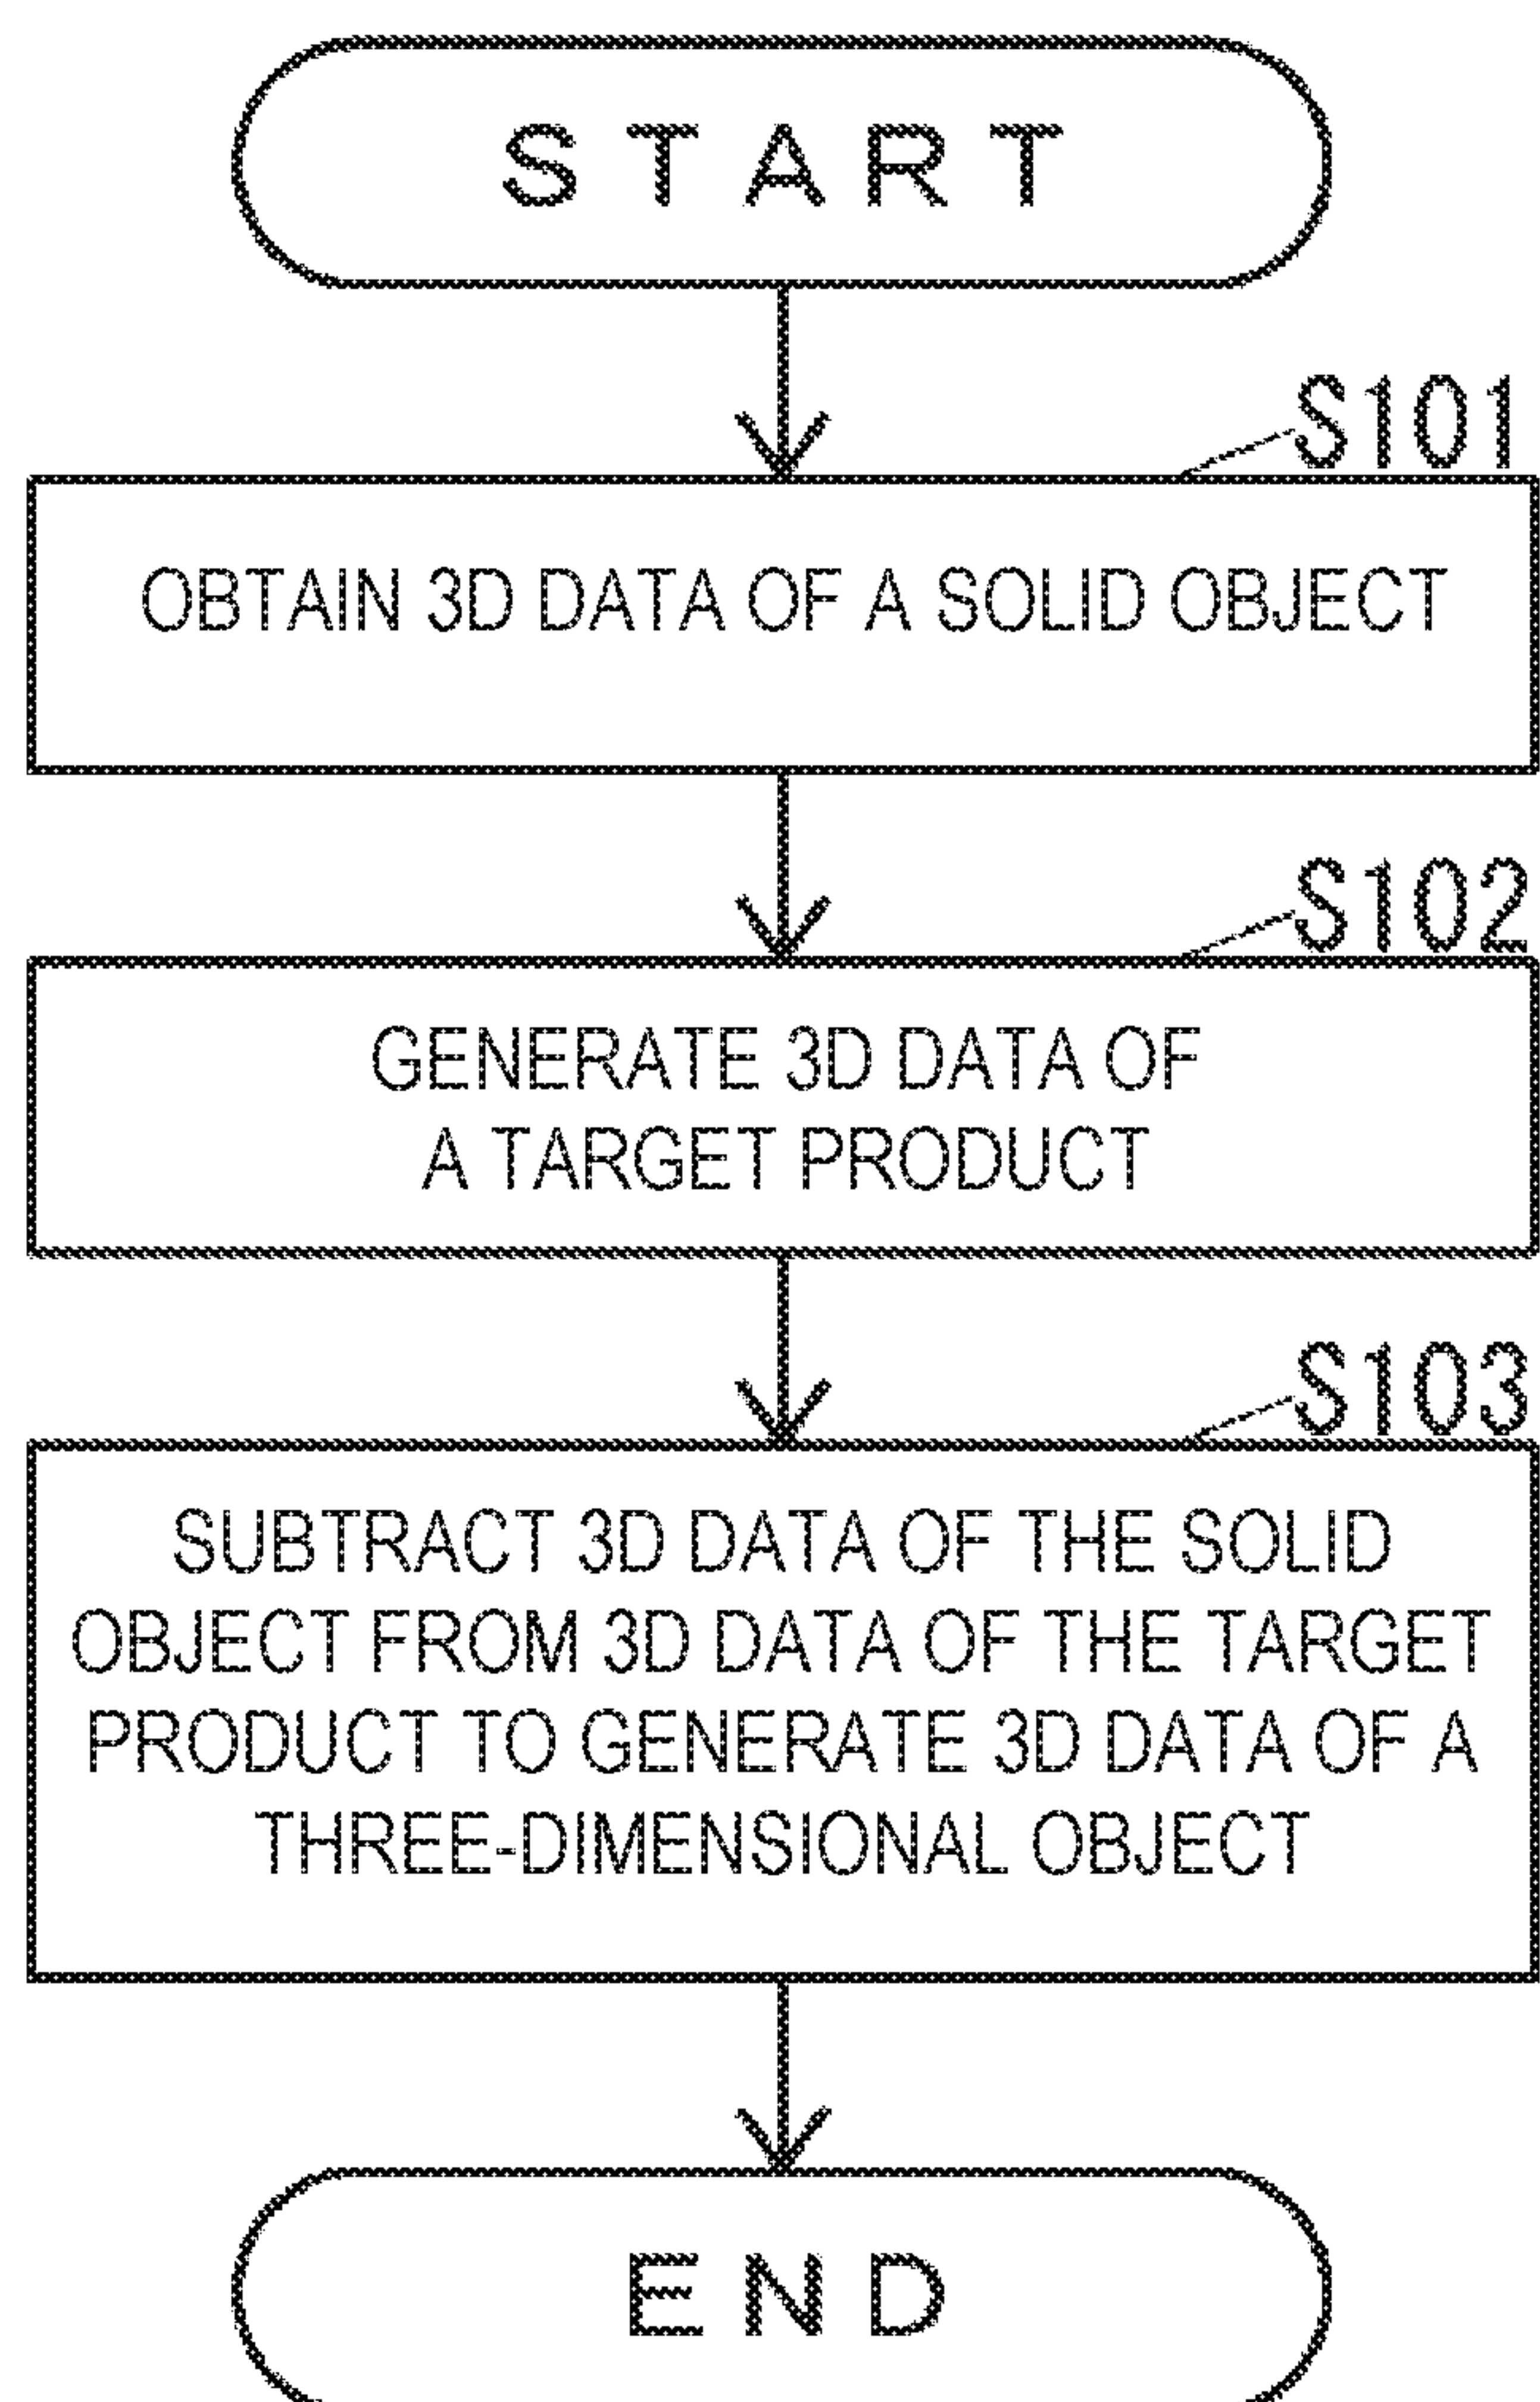 START
S101
OBTAIN 3D DATA OF A SOLID OBJECT
S102
GENERATE 3D DATA OF
A TARGET PRODUCT
S103
SUBTRACT 3D DATA OF THE SOLID
OBJECT FROM 3D DATA OF THE TARGET
PRODUCT TO GENERATE 3D DATA OF A
THREE-DIMENSIONAL OBJECT
END